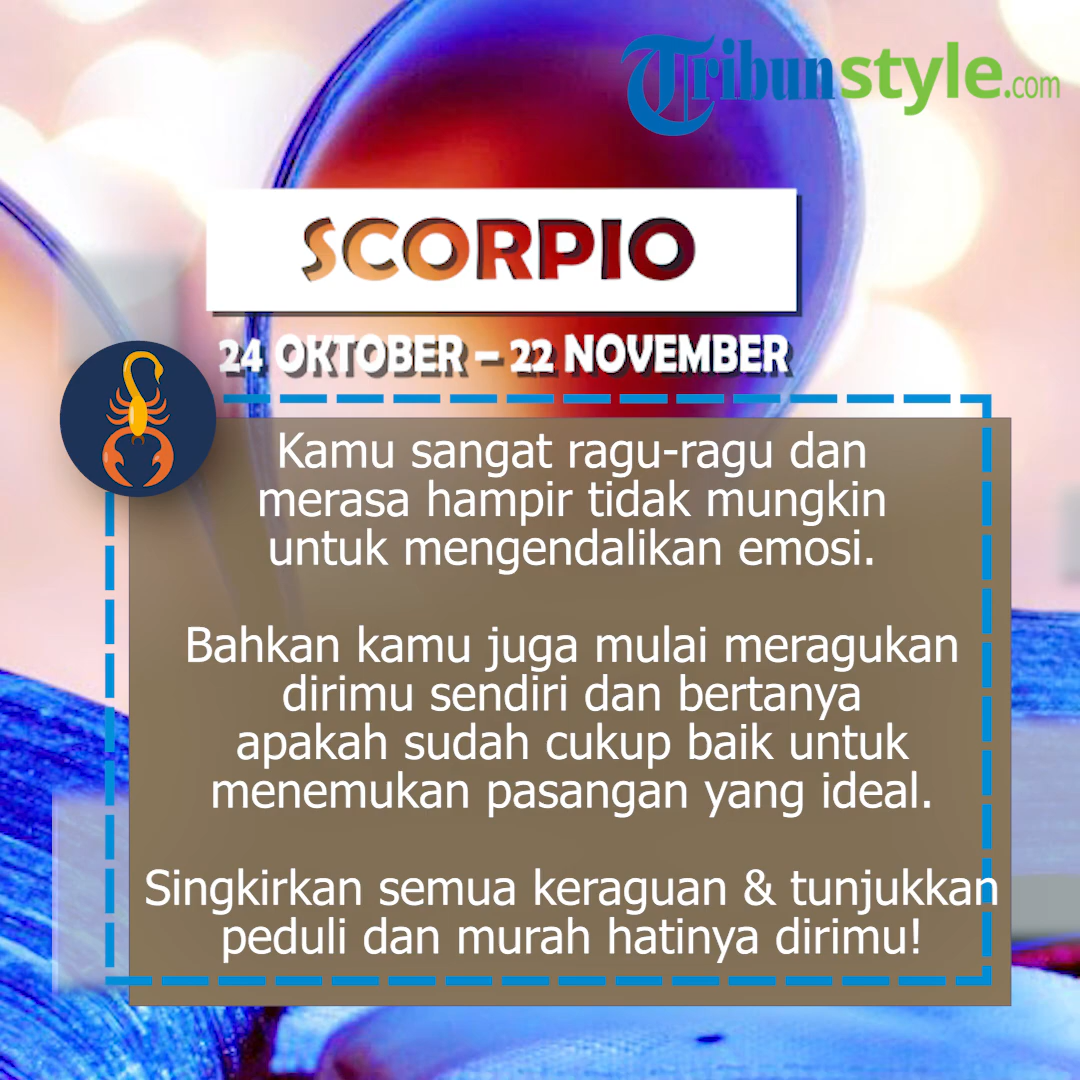 Tribunstyle.com
SCORPIO
24 OKTOBER – 22 NOVEMBER
Kamu sangat ragu-ragu dan
merasa hampir tidak mungkin
untuk mengendalikan emosi.
Bahkan kamu juga mulai meragukan
dirimu sendiri dan bertanya
apakah sudah cukup baik untuk
menemukan pasangan yang ideal.
Singkirkan semua keraguan & tunjukkan
peduli dan murah hatinya dirimu!